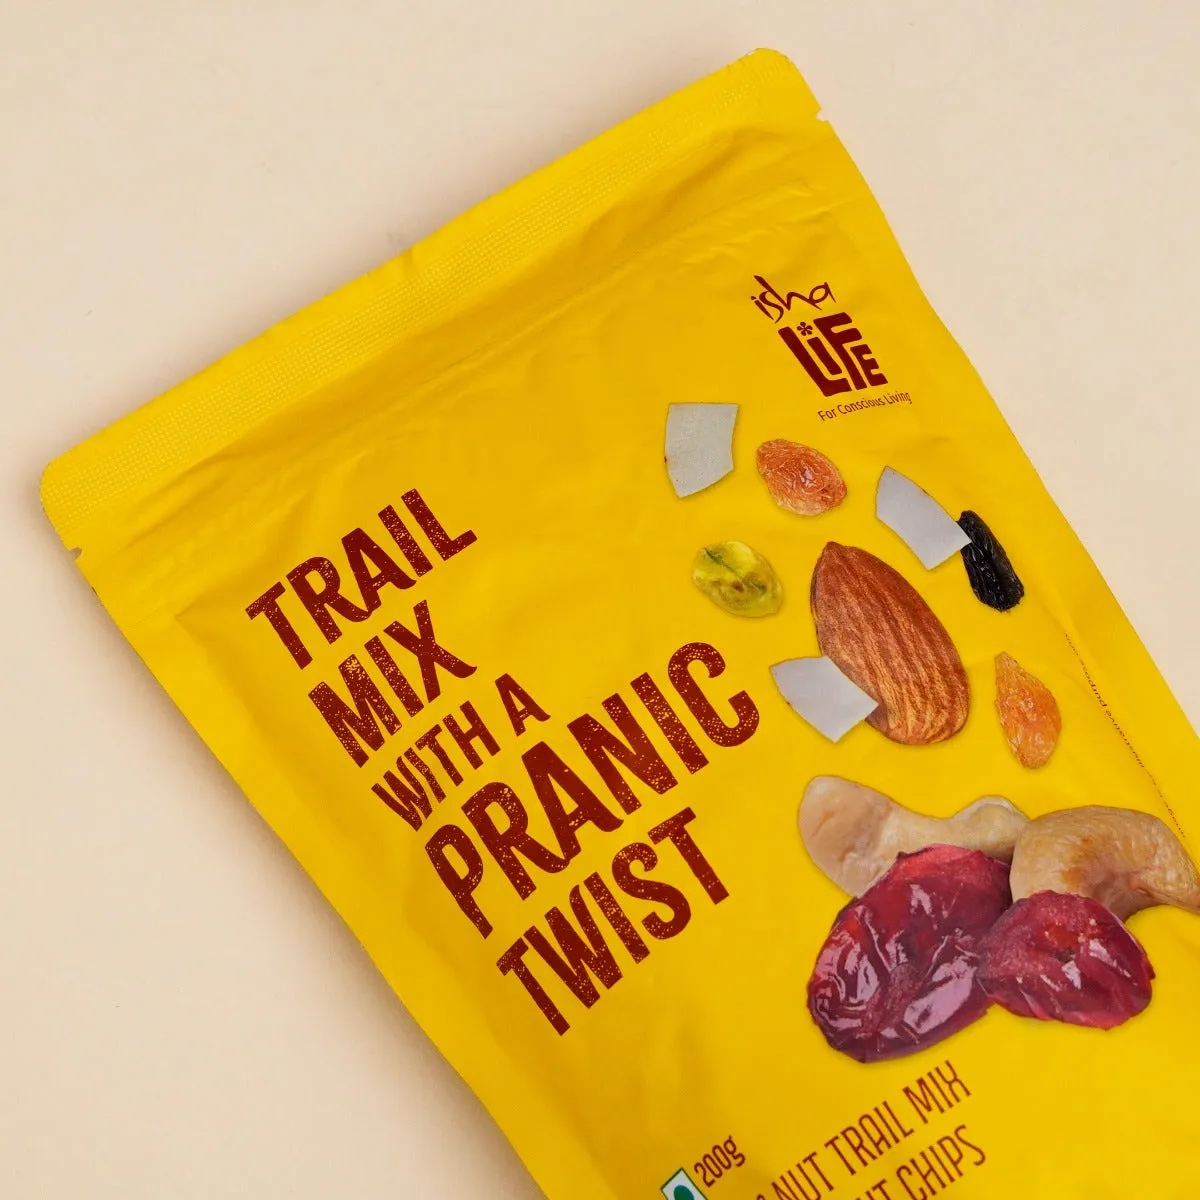 isha
LiFE
For Conscious Living
TRAIL
MIX
WITH A
PRANIC
TWIST
200g
NUT TRAIL MIX
CHIPS